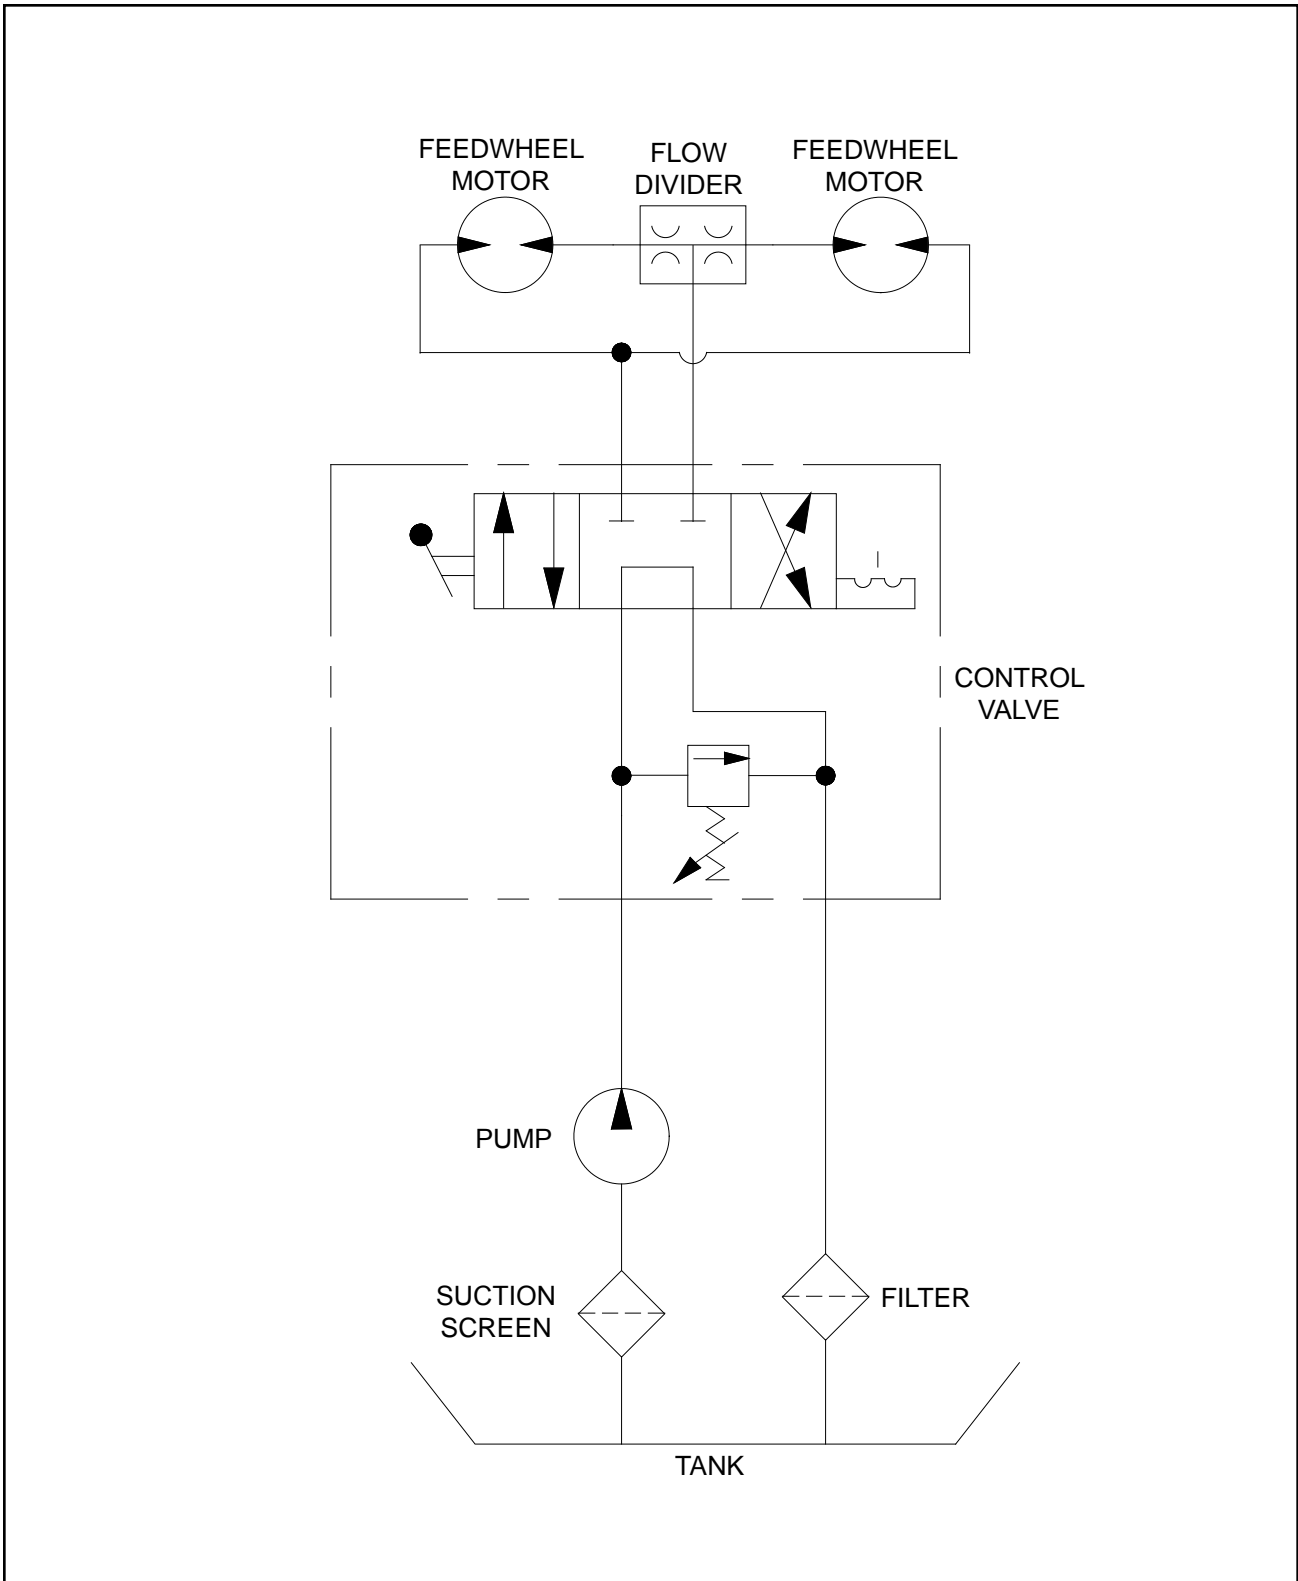 FEEDWHEEL
MOTOR
FLOW
DIVIDER
FEEDWHEEL
MOTOR
CONTROL
VALVE
PUMP
SUCTION
SCREEN
FILTER
TANK